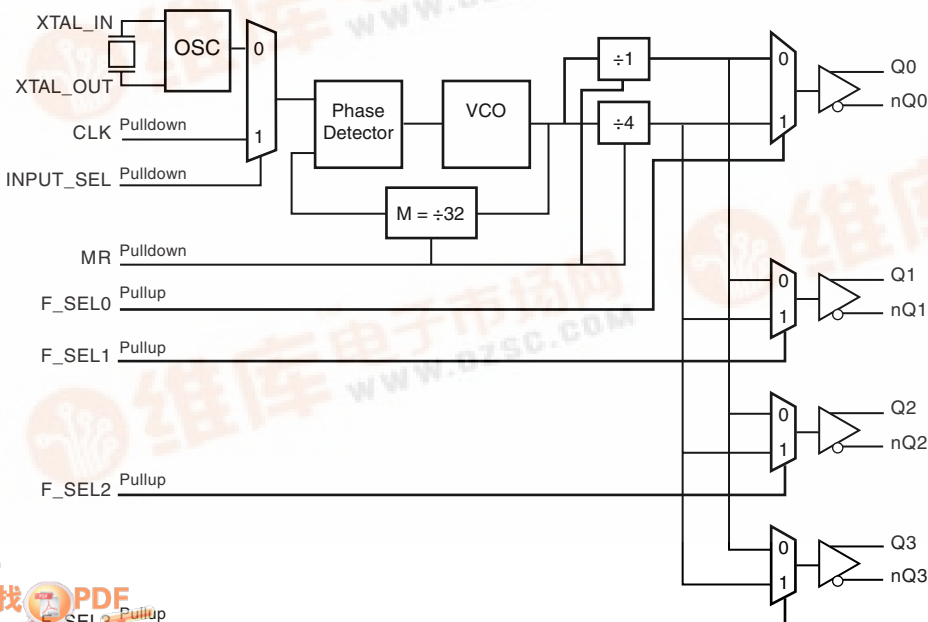 XTAL_IN
OSC
XTAL_OUT
0
1
CLK Pulldown
INPUT_SEL Pulldown
Phase
Detector
VCO
÷1
÷4
M = ÷32
MR Pulldown
F_SEL0 Pullup
F_SEL1 Pullup
F_SEL2 Pullup
F_SEL3 Pullup
0
1
Q0
nQ0
0
1
Q1
nQ1
0
1
Q2
nQ2
0
1
Q3
nQ3
维库电子市场网
WWW.DZSC.COM
找 PDF